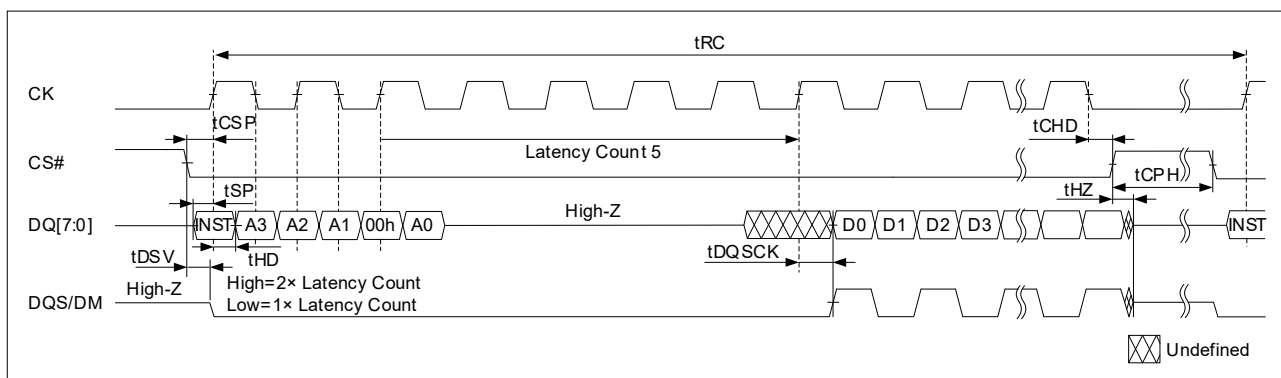 tRC
CK
tCSP
tCHD
Latency Count 5
CS#
tSP
tCPH
tHZ
DQ[7:0]
INST A3 A2 A1 00h A0
High-Z
D0 D1 D2 D3
INST
tDSV
tHD
tDQSCK
High-Z
High=2× Latency Count
Low=1× Latency Count
DQS/DM
Undefined